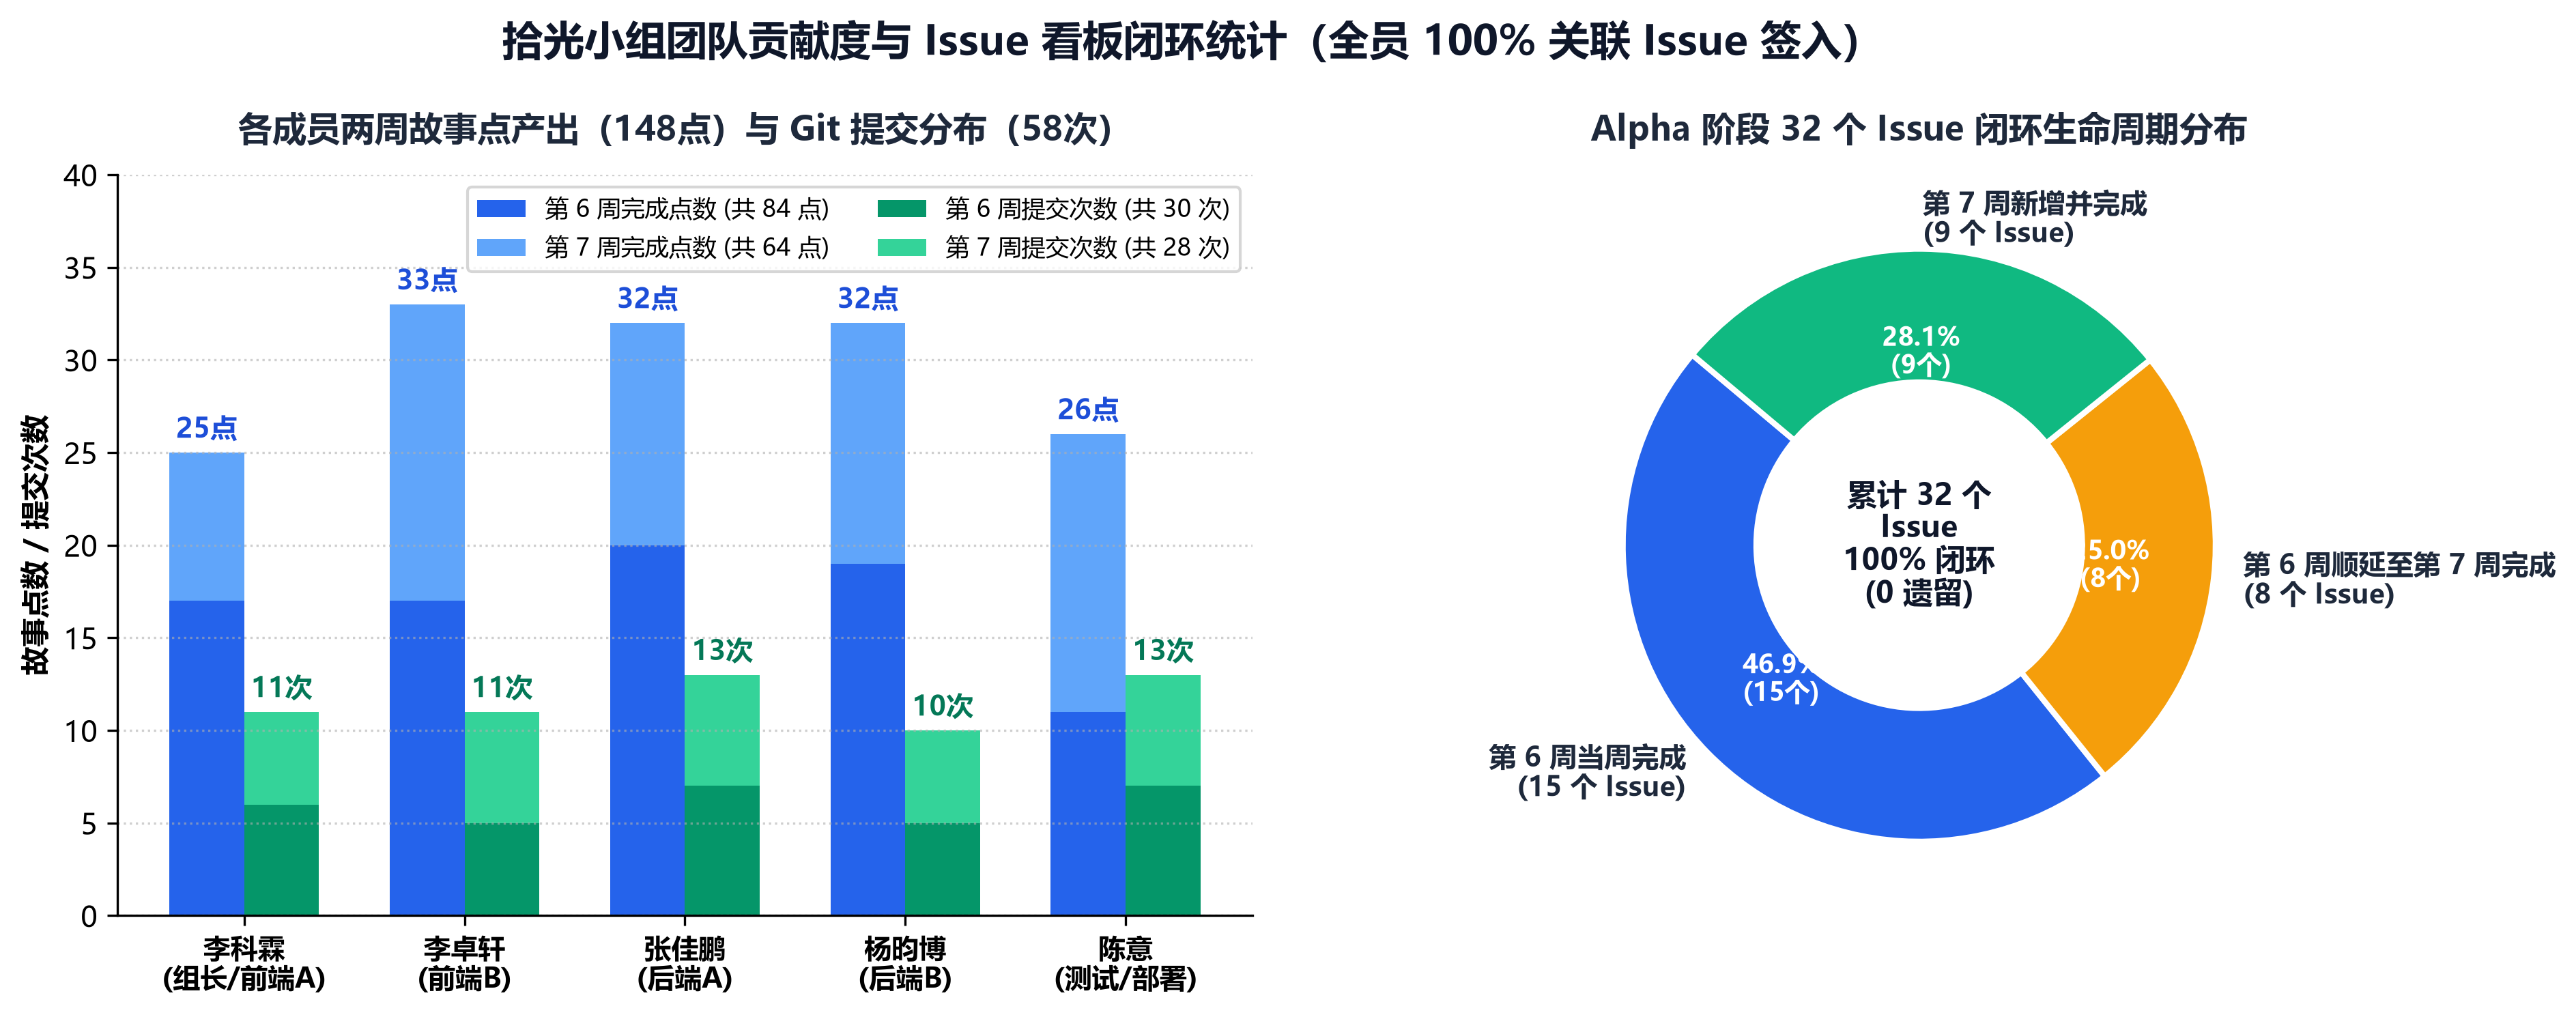 拾光小组团队贡献度与 Issue 看板闭环统计（全员 100% 关联 Issue 签入）
各成员两周故事点产出（148点）与 Git 提交分布（58次）
故事点数 / 提交次数
40
35
30
25
20
15
10
5
0
第 6 周完成点数 (共 84 点)
第 7 周完成点数 (共 64 点)
第 6 周提交次数 (共 30 次)
第 7 周提交次数 (共 28 次)
25点
11次
33点
11次
32点
13次
32点
10次
26点
13次
李科霖
(组长/前端A)
李卓轩
(前端B)
张佳鹏
(后端A)
杨昀博
(后端B)
陈意
(测试/部署)
Alpha 阶段 32 个 Issue 闭环生命周期分布
第 7 周新增并完成
(9 个 Issue)
28.1%
(9个)
累计 32 个
Issue
100% 闭环
(0 遗留)
5.0%
(8个)
第 6 周顺延至第 7 周完成
(8 个 Issue)
46.9%
(15个)
第 6 周当周完成
(15 个 Issue)